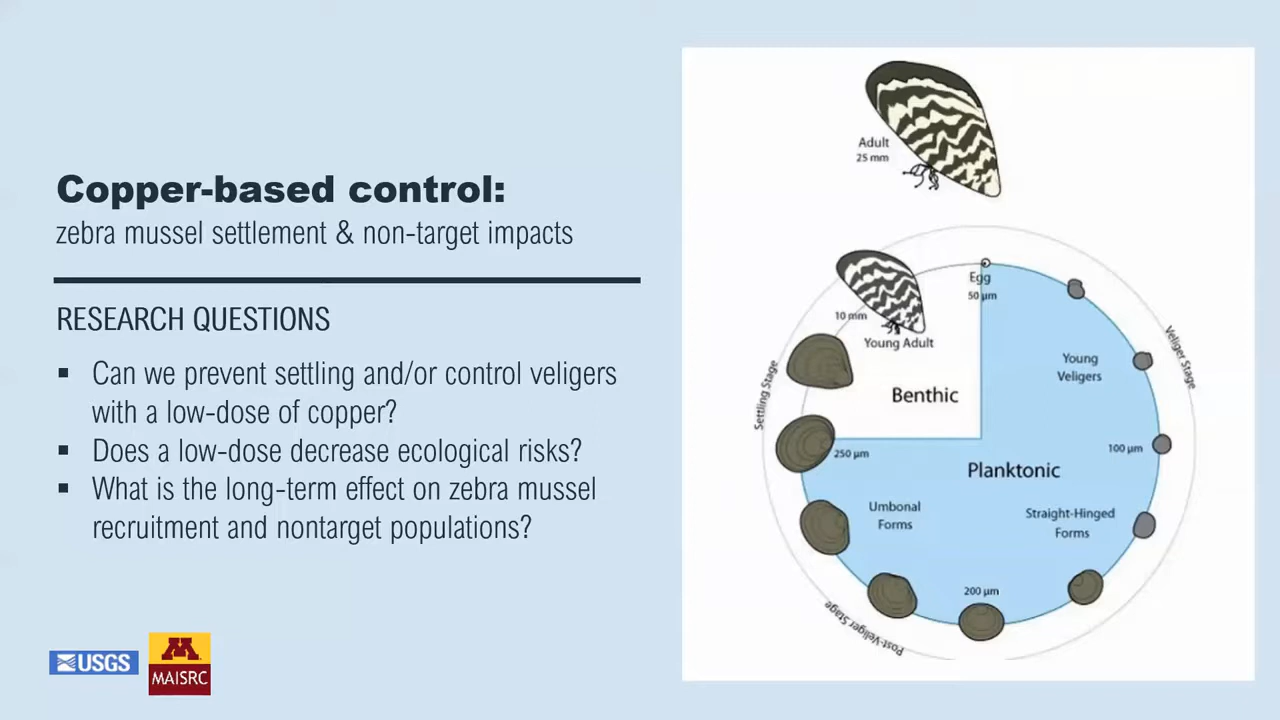 Copper-based control:
zebra mussel settlement & non-target impacts
RESEARCH QUESTIONS
▪ Can we prevent settling and/or control veligers
with a low-dose of copper?
▪ Does a low-dose decrease ecological risks?
▪ What is the long-term effect on zebra mussel
recruitment and nontarget populations?
USGS
M
MAISRC
Adult
25 mm
Egg
50 µm
10 mm
Young Adult
Young
Veligers
Veliger Stage
Settling Stage
Benthic
250 µm
100 µm
Planktonic
Umbonal
Forms
Straight-Hinged
Forms
200 µm
Post-Veliger Stage